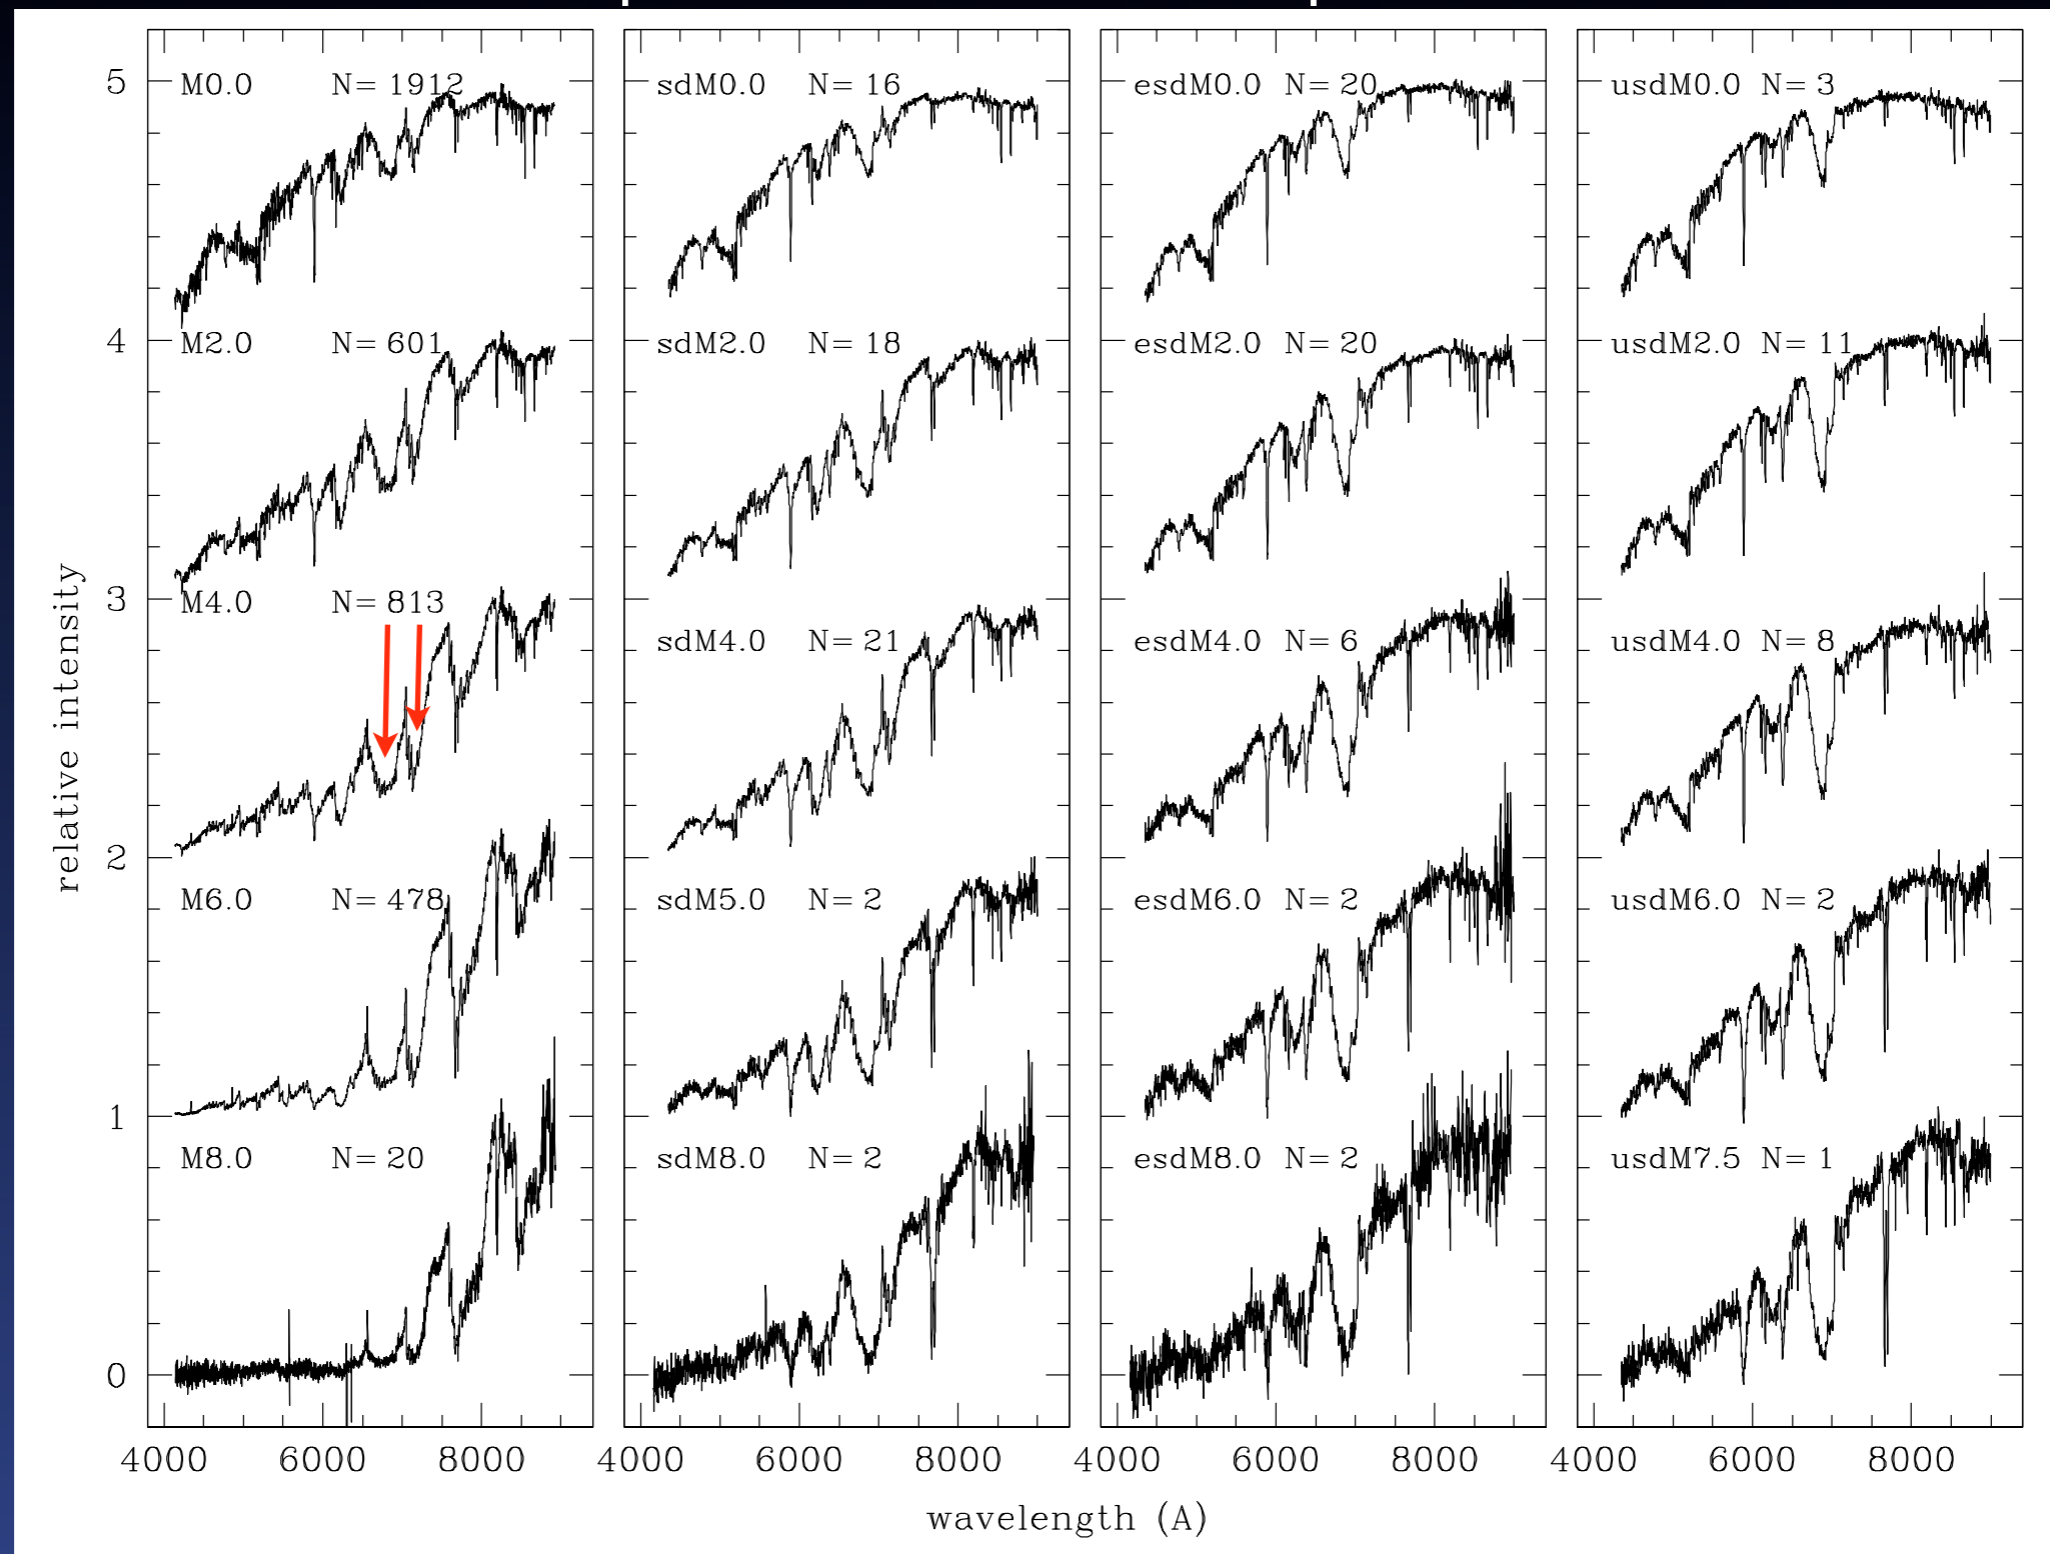 5
M0.0 N= 1912
sdM0.0 N= 16
esdM0.0 N= 20
usdM0.0 N= 3
4
M2.0 N= 601
sdM2.0 N= 18
esdM2.0 N= 20
usdM2.0 N= 11
3
M4.0 N= 813
sdM4.0 N= 21
esdM4.0 N= 6
usdM4.0 N= 8
2
M6.0 N= 478
sdM5.0 N= 2
esdM6.0 N= 2
usdM6.0 N= 2
1
M8.0 N= 20
sdM8.0 N= 2
esdM8.0 N= 2
usdM7.5 N= 1
0
relative intensity
4000 6000 8000
4000 6000 8000
4000 6000 8000
4000 6000 8000
wavelength (A)